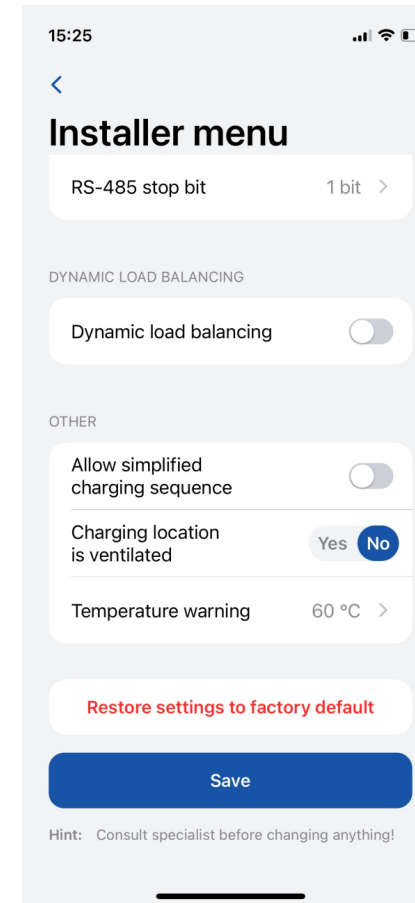 15:25
Installer menu
RS-485 stop bit 1 bit
DYNAMIC LOAD BALANCING
Dynamic load balancing
OTHER
Allow simplified
charging sequence
Charging location
is ventilated
Yes No
Temperature warning 60 °C
Restore settings to factory default
Save
Hint: Consult specialist before changing anything!